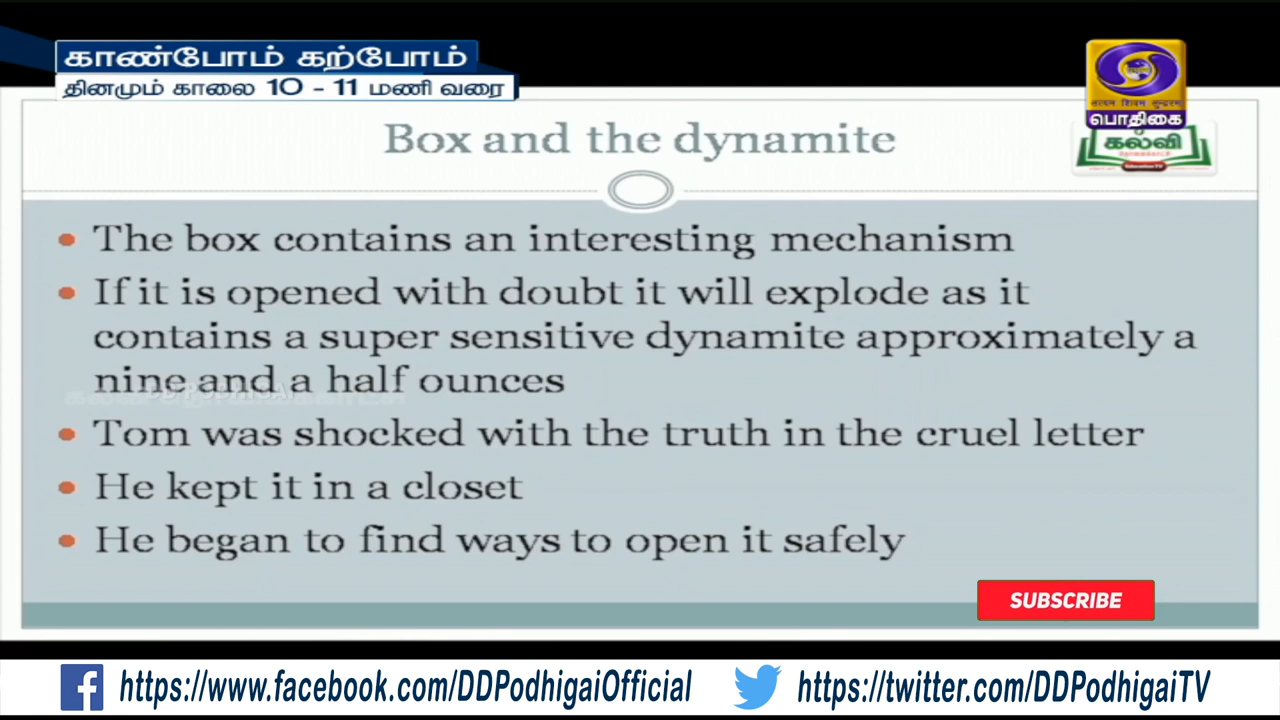 காண்போம் கற்போம்
தினமும் காலை 10 - 11 மணி வரை
பொதிகை
கல்வி
Box and the dynamite
• The box contains an interesting mechanism
• If it is opened with doubt it will explode as it
contains a super sensitive dynamite approximately a
nine and a half ounces
• Tom was shocked with the truth in the cruel letter
• He kept it in a closet
• He began to find ways to open it safely
SUBSCRIBE
https://www.facebook.com/DDPodhigaiOfficial
https://twitter.com/DDPodhigaiTV